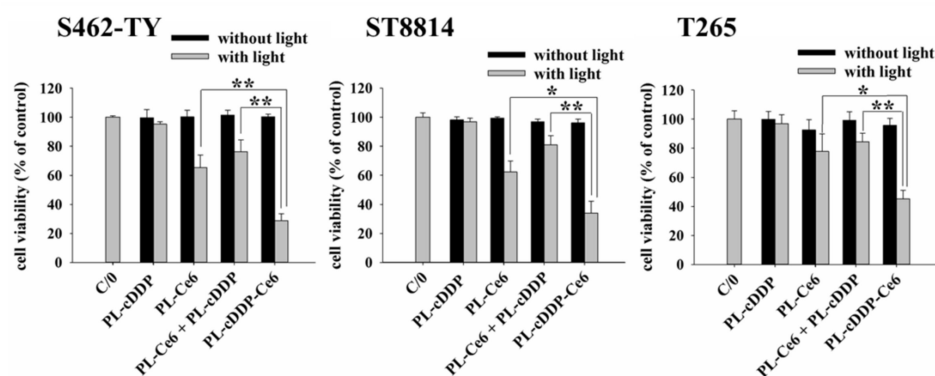 S462-TY
without light
with light
**
**
cell viability (% of control)
120
100
80
60
40
20
0
C/0
PL-cDDP
PL-Ce6
PL-Ce6 + PL-cDDP
PL-cDDP-Ce6
ST8814
without light
with light
*
**
cell viability (% of control)
120
100
80
60
40
20
0
C/0
PL-cDDP
PL-Ce6
PL-Ce6 + PL-cDDP
PL-cDDP-Ce6
T265
without light
with light
*
**
cell viability (% of control)
120
100
80
60
40
20
0
C/0
PL-cDDP
PL-Ce6
PL-Ce6 + PL-cDDP
PL-cDDP-Ce6